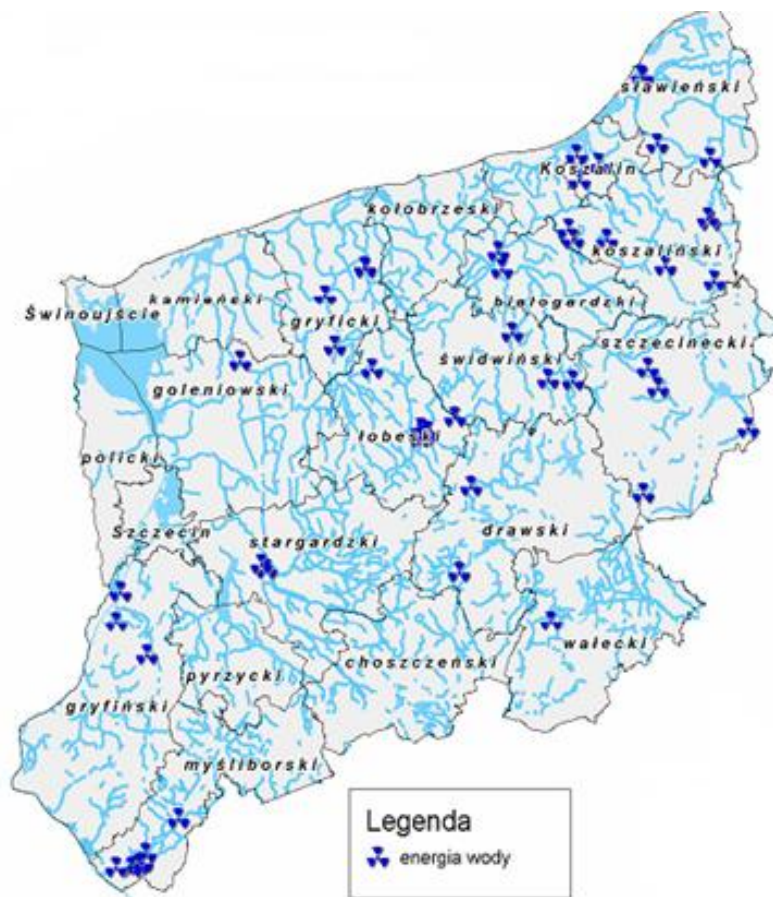 sławieński
Koszalin
kołobrzeski
koszaliński
kamieński
białogardzki
Świnoujście
gryficki
szczecinecki
świdwiński
goleniowski
łobeski
policki
Szczecin
drawski
stargardzki
wałecki
choszczeński
pyrzycki
gryfiński
myśliborski
Legenda
energia wody